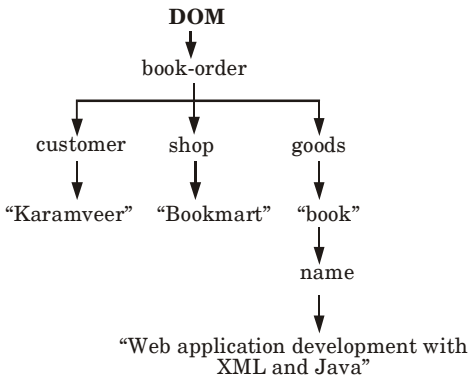 DOM
book-order
customer shop goods
“Karamveer” “Bookmart” “book”
name
“Web application development with
XML and Java”